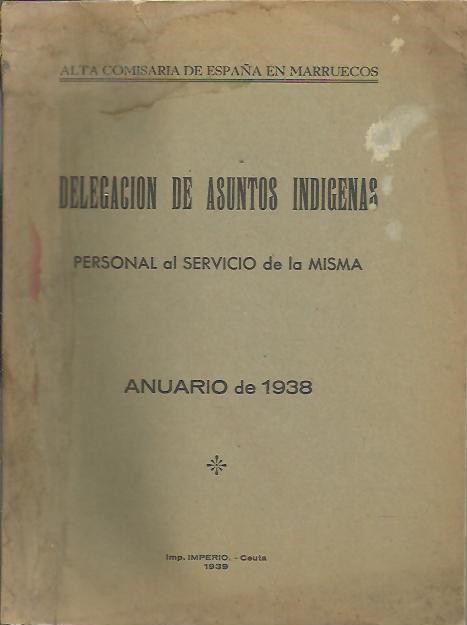 ALTA COMISARIA DE ESPAÑA EN MARRUECOS
DELEGACION DE ASUNTOS INDIGENAS
PERSONAL al SERVICIO de la MISMA
ANUARIO de 1938
Imp. IMPERIO. - Ceuta
1939